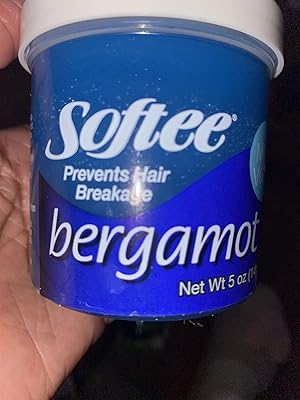 Softee®
Prevents Hair
Breakage
bergamot
Net Wt 5 oz